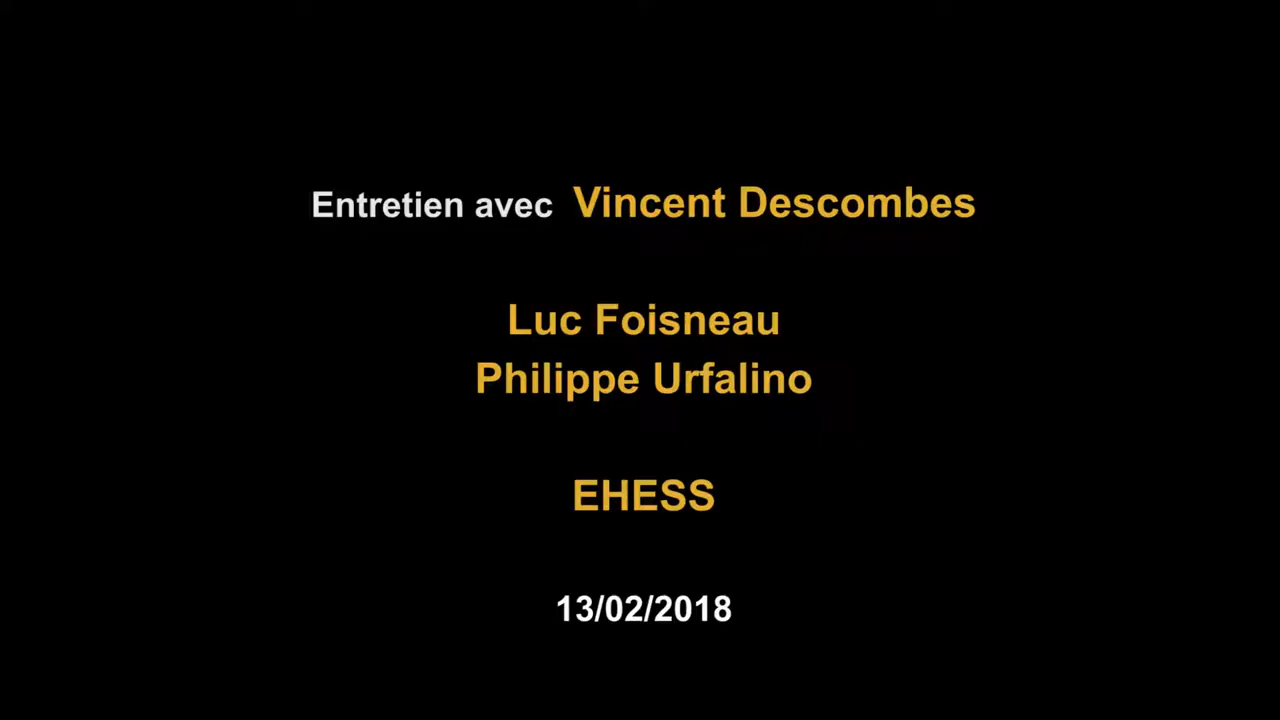 Entretien avec Vincent Descombes
Luc Foisneau
Philippe Urfalino
EHESS
13/02/2018